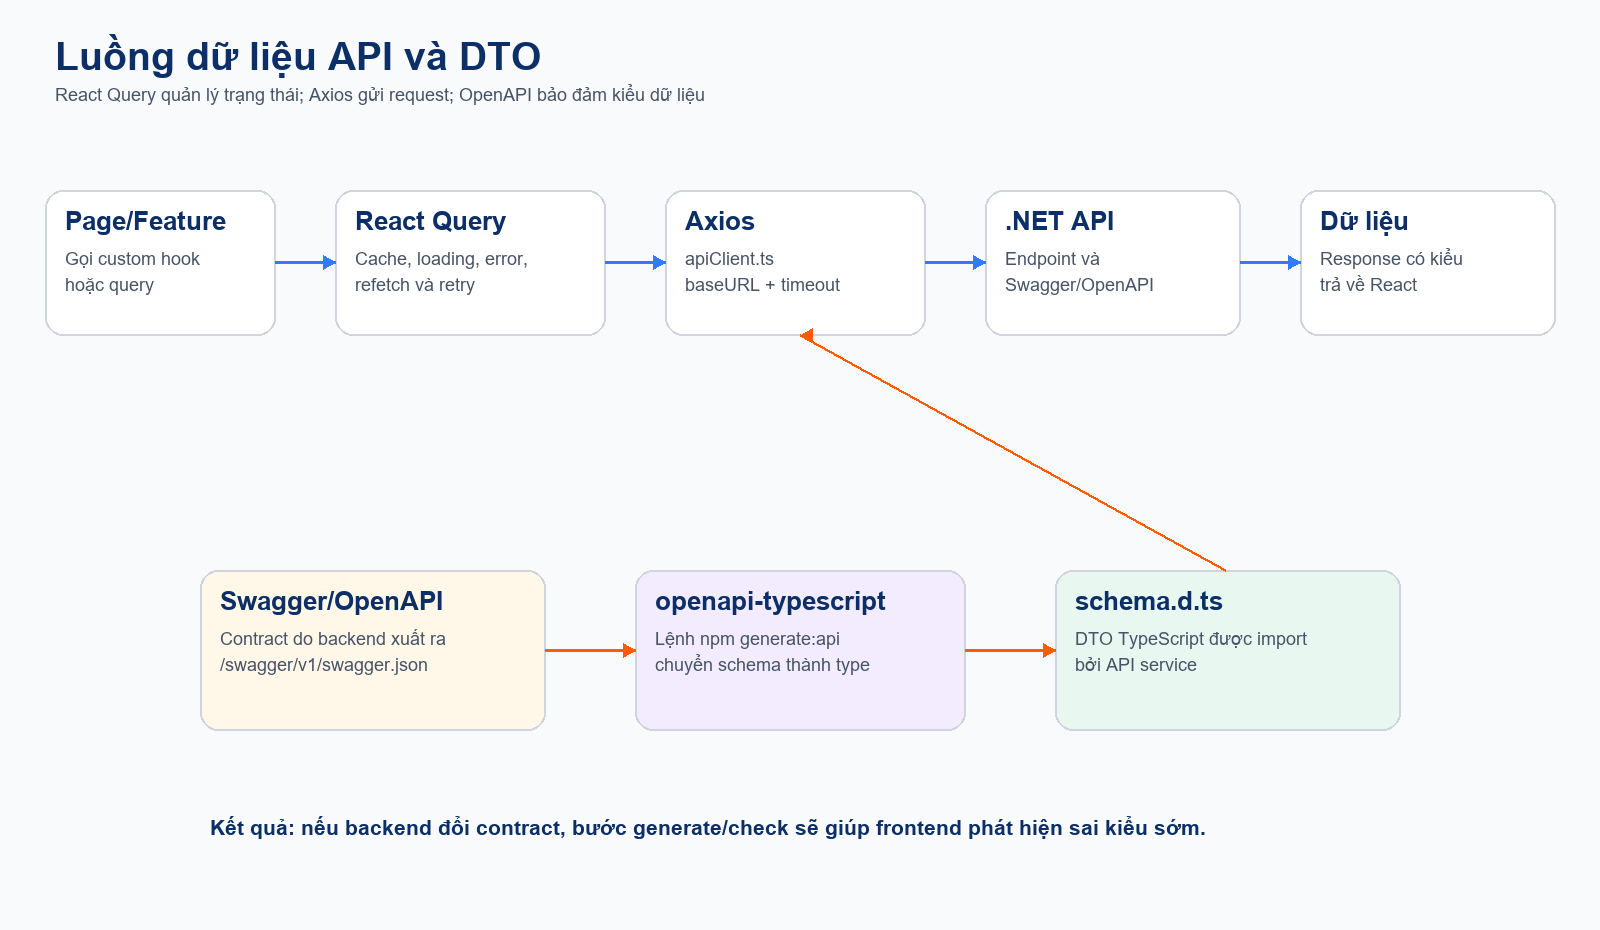 Luồng dữ liệu API và DTO
React Query quản lý trạng thái; Axios gửi request; OpenAPI bảo đảm kiểu dữ liệu
Page/Feature
Gọi custom hook
hoặc query
React Query
Cache, loading, error,
refetch và retry
Axios
apiClient.ts
baseURL + timeout
.NET API
Endpoint và
Swagger/OpenAPI
Dữ liệu
Response có kiểu
trả về React
Swagger/OpenAPI
Contract do backend xuất ra
/swagger/v1/swagger.json
openapi-typescript
Lệnh npm generate:api
chuyển schema thành type
schema.d.ts
DTO TypeScript được import
bởi API service
Kết quả: nếu backend đổi contract, bước generate/check sẽ giúp frontend phát hiện sai kiểu sớm.